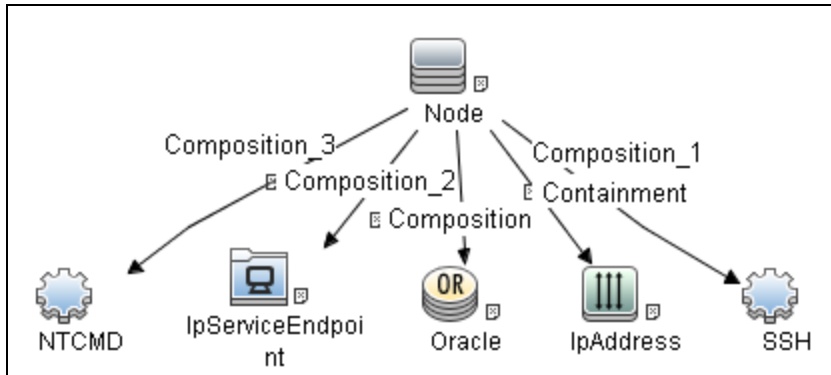 Node
Composition_3
Composition_1
Composition_2
Containment
Composition
OR
NTCMD
IpServiceEndpoi
nt
Oracle
IpAddress
SSH